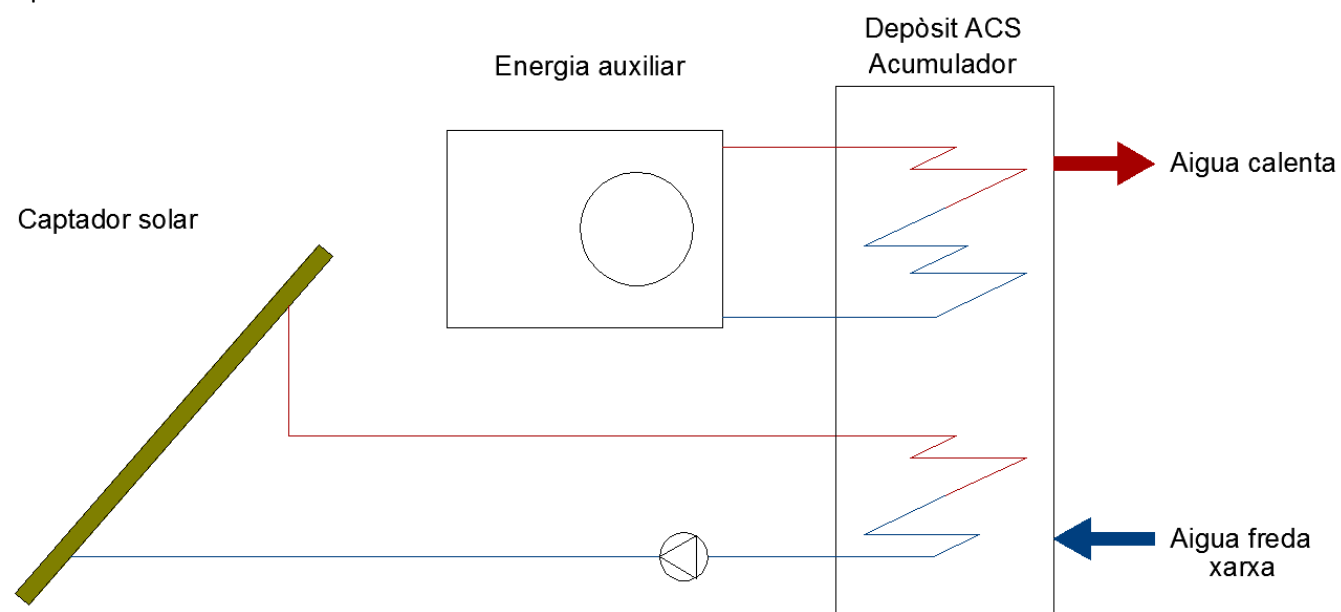 Depòsit ACS
Acumulador
Energia auxiliar
Aigua calenta
Captador solar
Aigua freda
xarxa